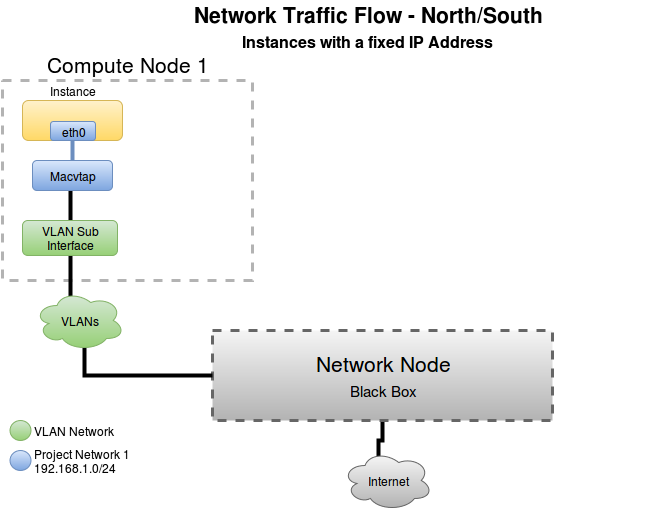 Network Traffic Flow - North/South
Instances with a fixed IP Address
Compute Node 1
Instance
eth0
Macvtap
VLAN Sub
Interface
VLANs
Network Node
Black Box
VLAN Network
Project Network 1
192.168.1.0/24
Internet